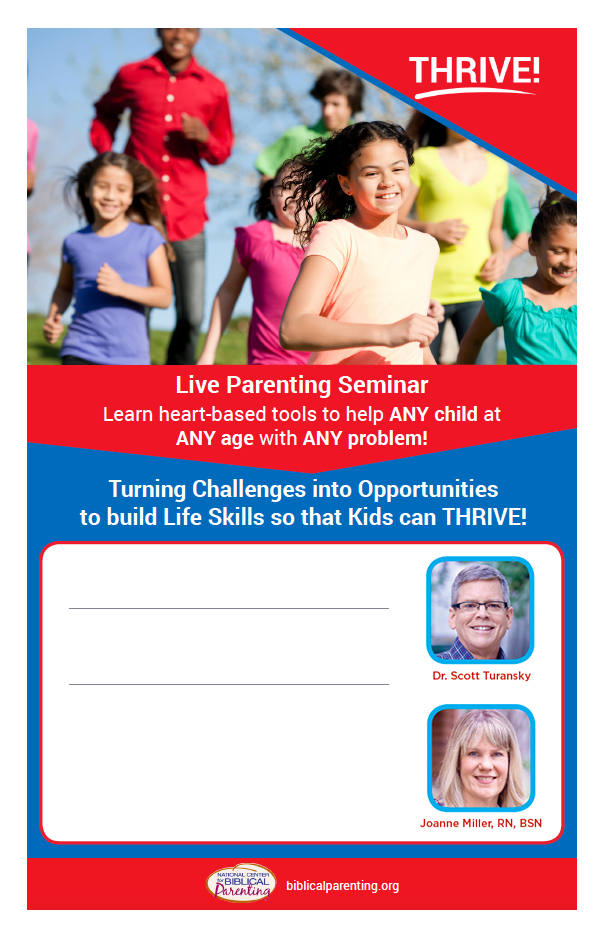 THRIVE!
Live Parenting Seminar
Learn heart-based tools to help ANY child at
ANY age with ANY problem!
Turning Challenges into Opportunities
to build Life Skills so that Kids can THRIVE!
Dr. Scott Turansky
Joanne Miller, RN, BSN
NATIONAL CENTER
for BIBLICAL
Parenting
biblicalparenting.org